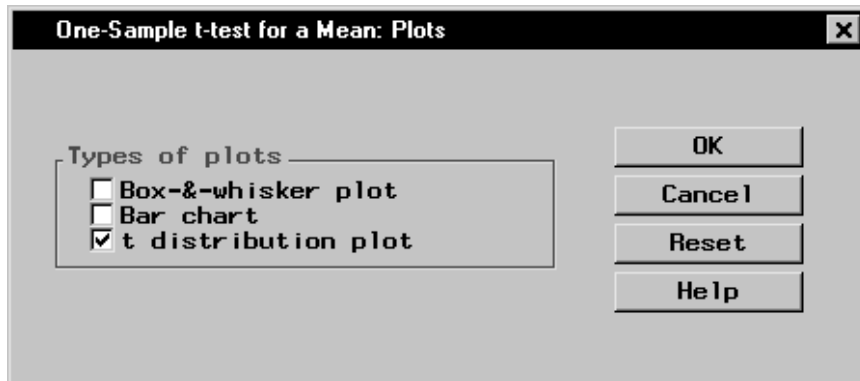 One-Sample t-test for a Mean: Plots
Types of plots
Box-&-whisker plot
Bar chart
t distribution plot
OK
Cancel
Reset
Help